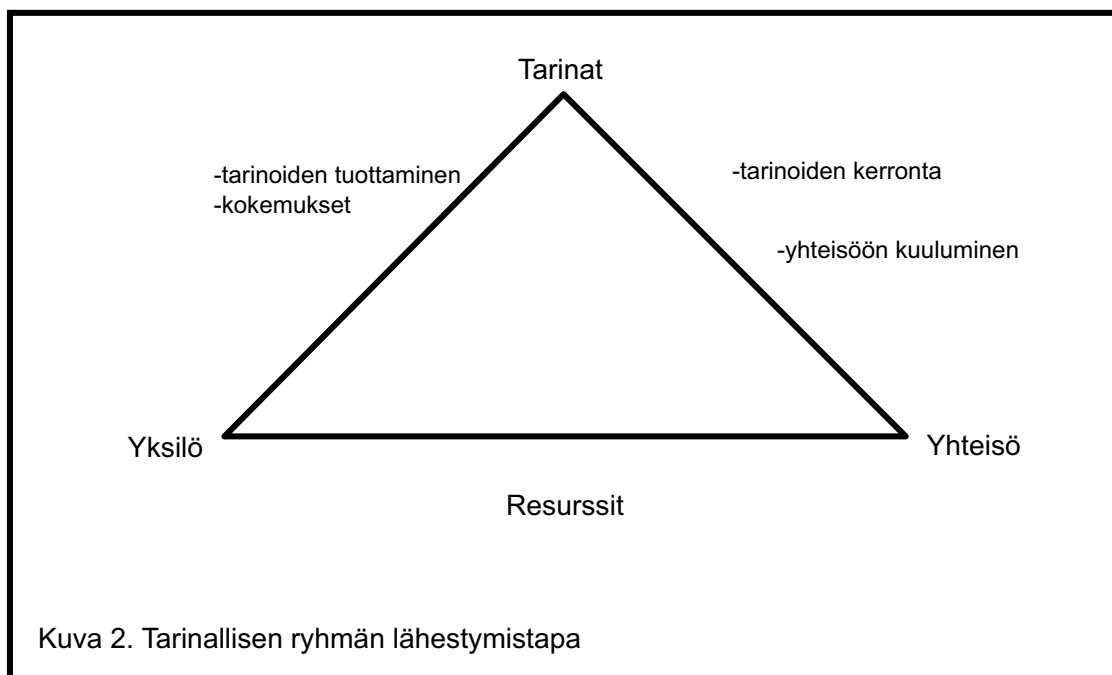 Tarinat
-tarinoiden tuottaminen
-kokemukset
-tarinoiden kerronta
-yhteisöön kuuluminen
Yksilö
Yhteisö
Resurssit
Kuva 2. Tarinallisen ryhmän lähestymistapa